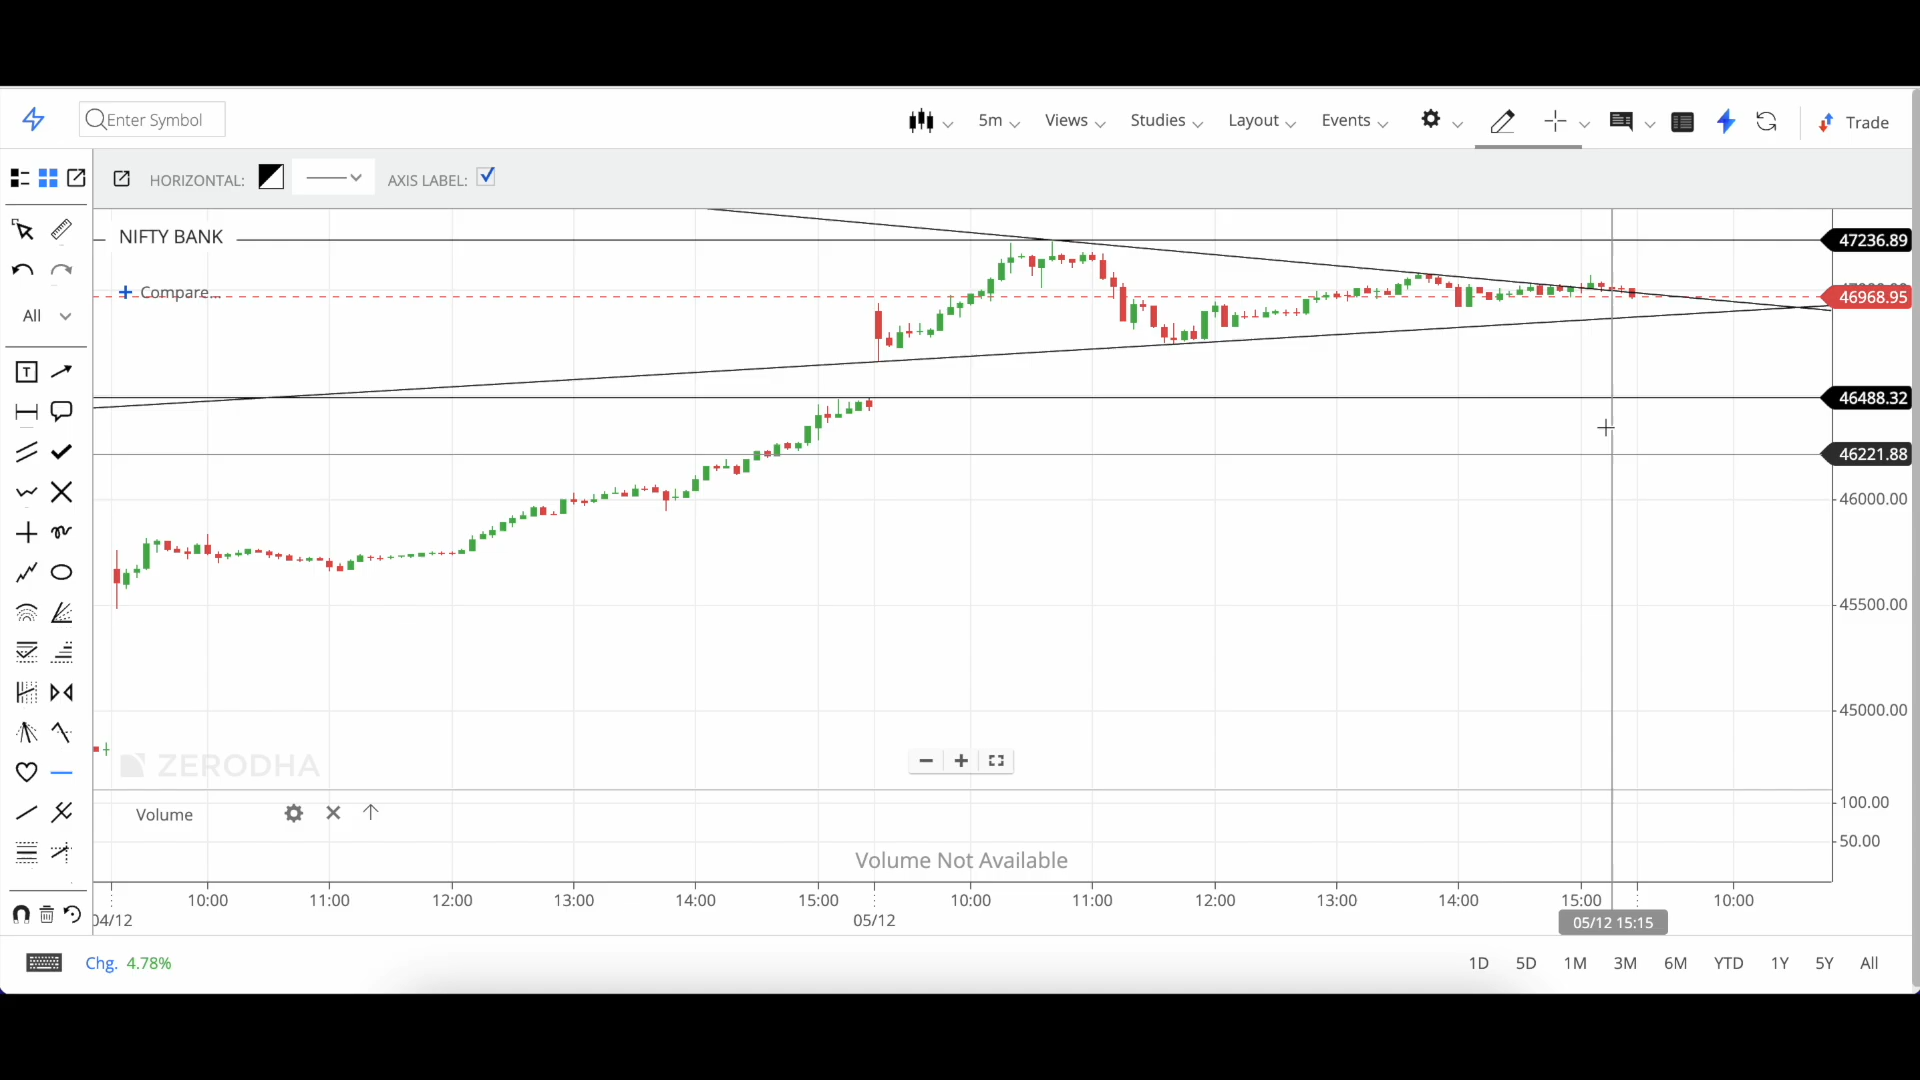 Enter Symbol
5m Views Studies Layout Events Trade
HORIZONTAL: AXIS LABEL:
NIFTY BANK
47236.89
Compare...
46968.95
All
T
46488.32
46221.88
46000.00
45500.00
45000.00
ZERODHA
Volume
100.00
50.00
Volume Not Available
10:00 11:00 12:00 13:00 14:00 15:00 10:00 11:00 12:00 13:00 14:00 15:00 10:00
04/12 05/12 05/12 15:15
Chg. 4.78% 1D 5D 1M 3M 6M YTD 1Y 5Y All